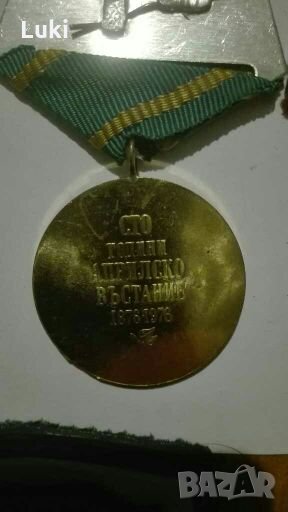 Luki
СТО
ГОДИНИ
АПРИЛСКО
ВЪСТАНИЕ
1876-1976
BAZAR